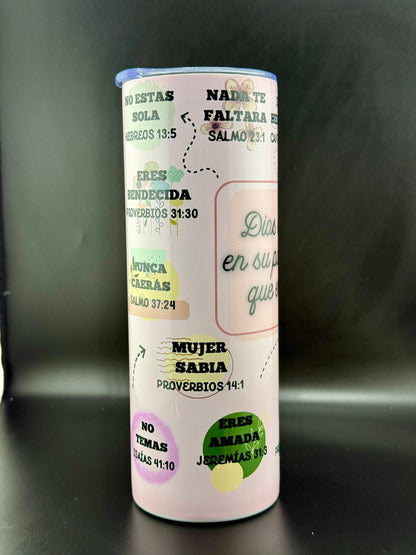 NO ESTAS
SOLA
HEBREOS 13:5
NADA TE
FALTARA
SALMO 23:1
ERES
BENDECIDA
PROVERBIOS 31:30
Dios
en su
que
NUNCA
CAERÁS
SALMO 37:24
MUJER
SABIA
PROVERBIOS 14:1
NO
TEMAS
ISAÍAS 41:10
ERES
AMADA
JEREMÍAS 31:3